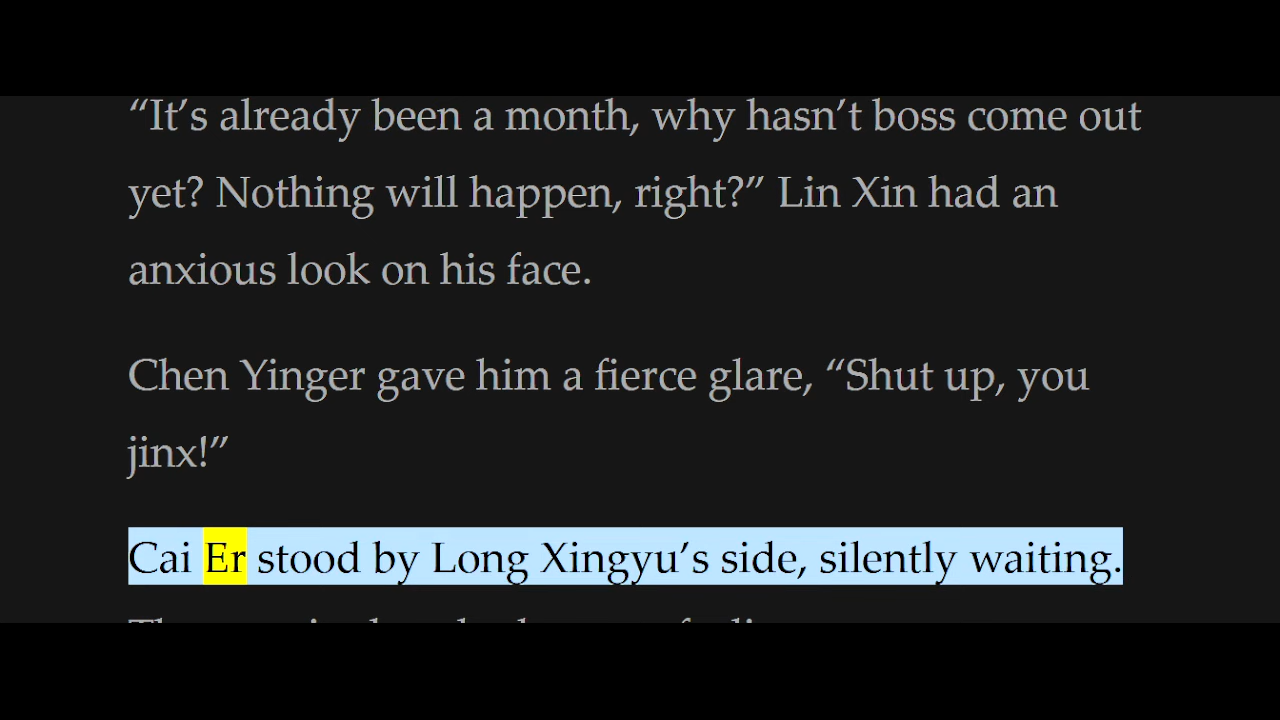 “It’s already been a month, why hasn’t boss come out
yet? Nothing will happen, right?” Lin Xin had an
anxious look on his face.
Chen Yinger gave him a fierce glare, “Shut up, you
jinx!”
Cai Er stood by Long Xingyu’s side, silently waiting.